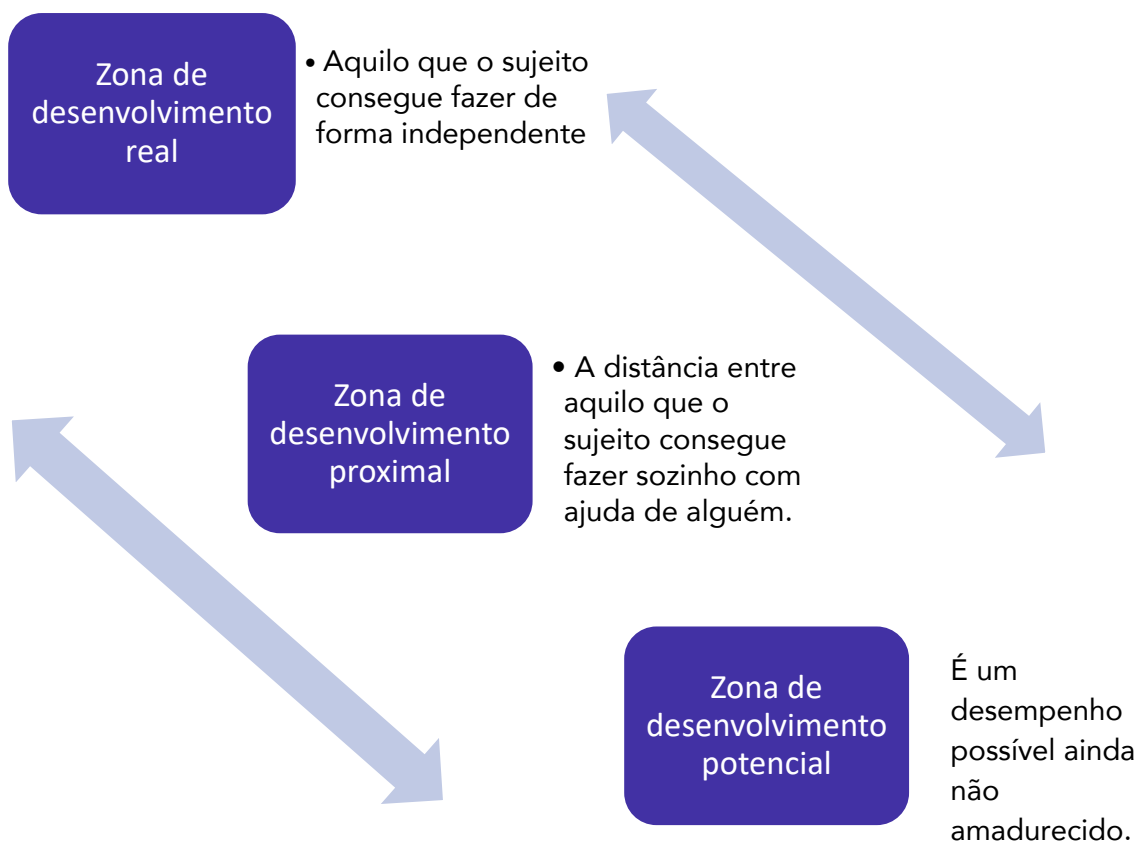 Zona de
desenvolvimento
real
• Aquilo que o sujeito
consegue fazer de
forma independente
Zona de
desenvolvimento
proximal
• A distância entre
aquilo que o
sujeito consegue
fazer sozinho com
ajuda de alguém.
Zona de
desenvolvimento
potencial
É um
desempenho
possível ainda
não
amadurecido.